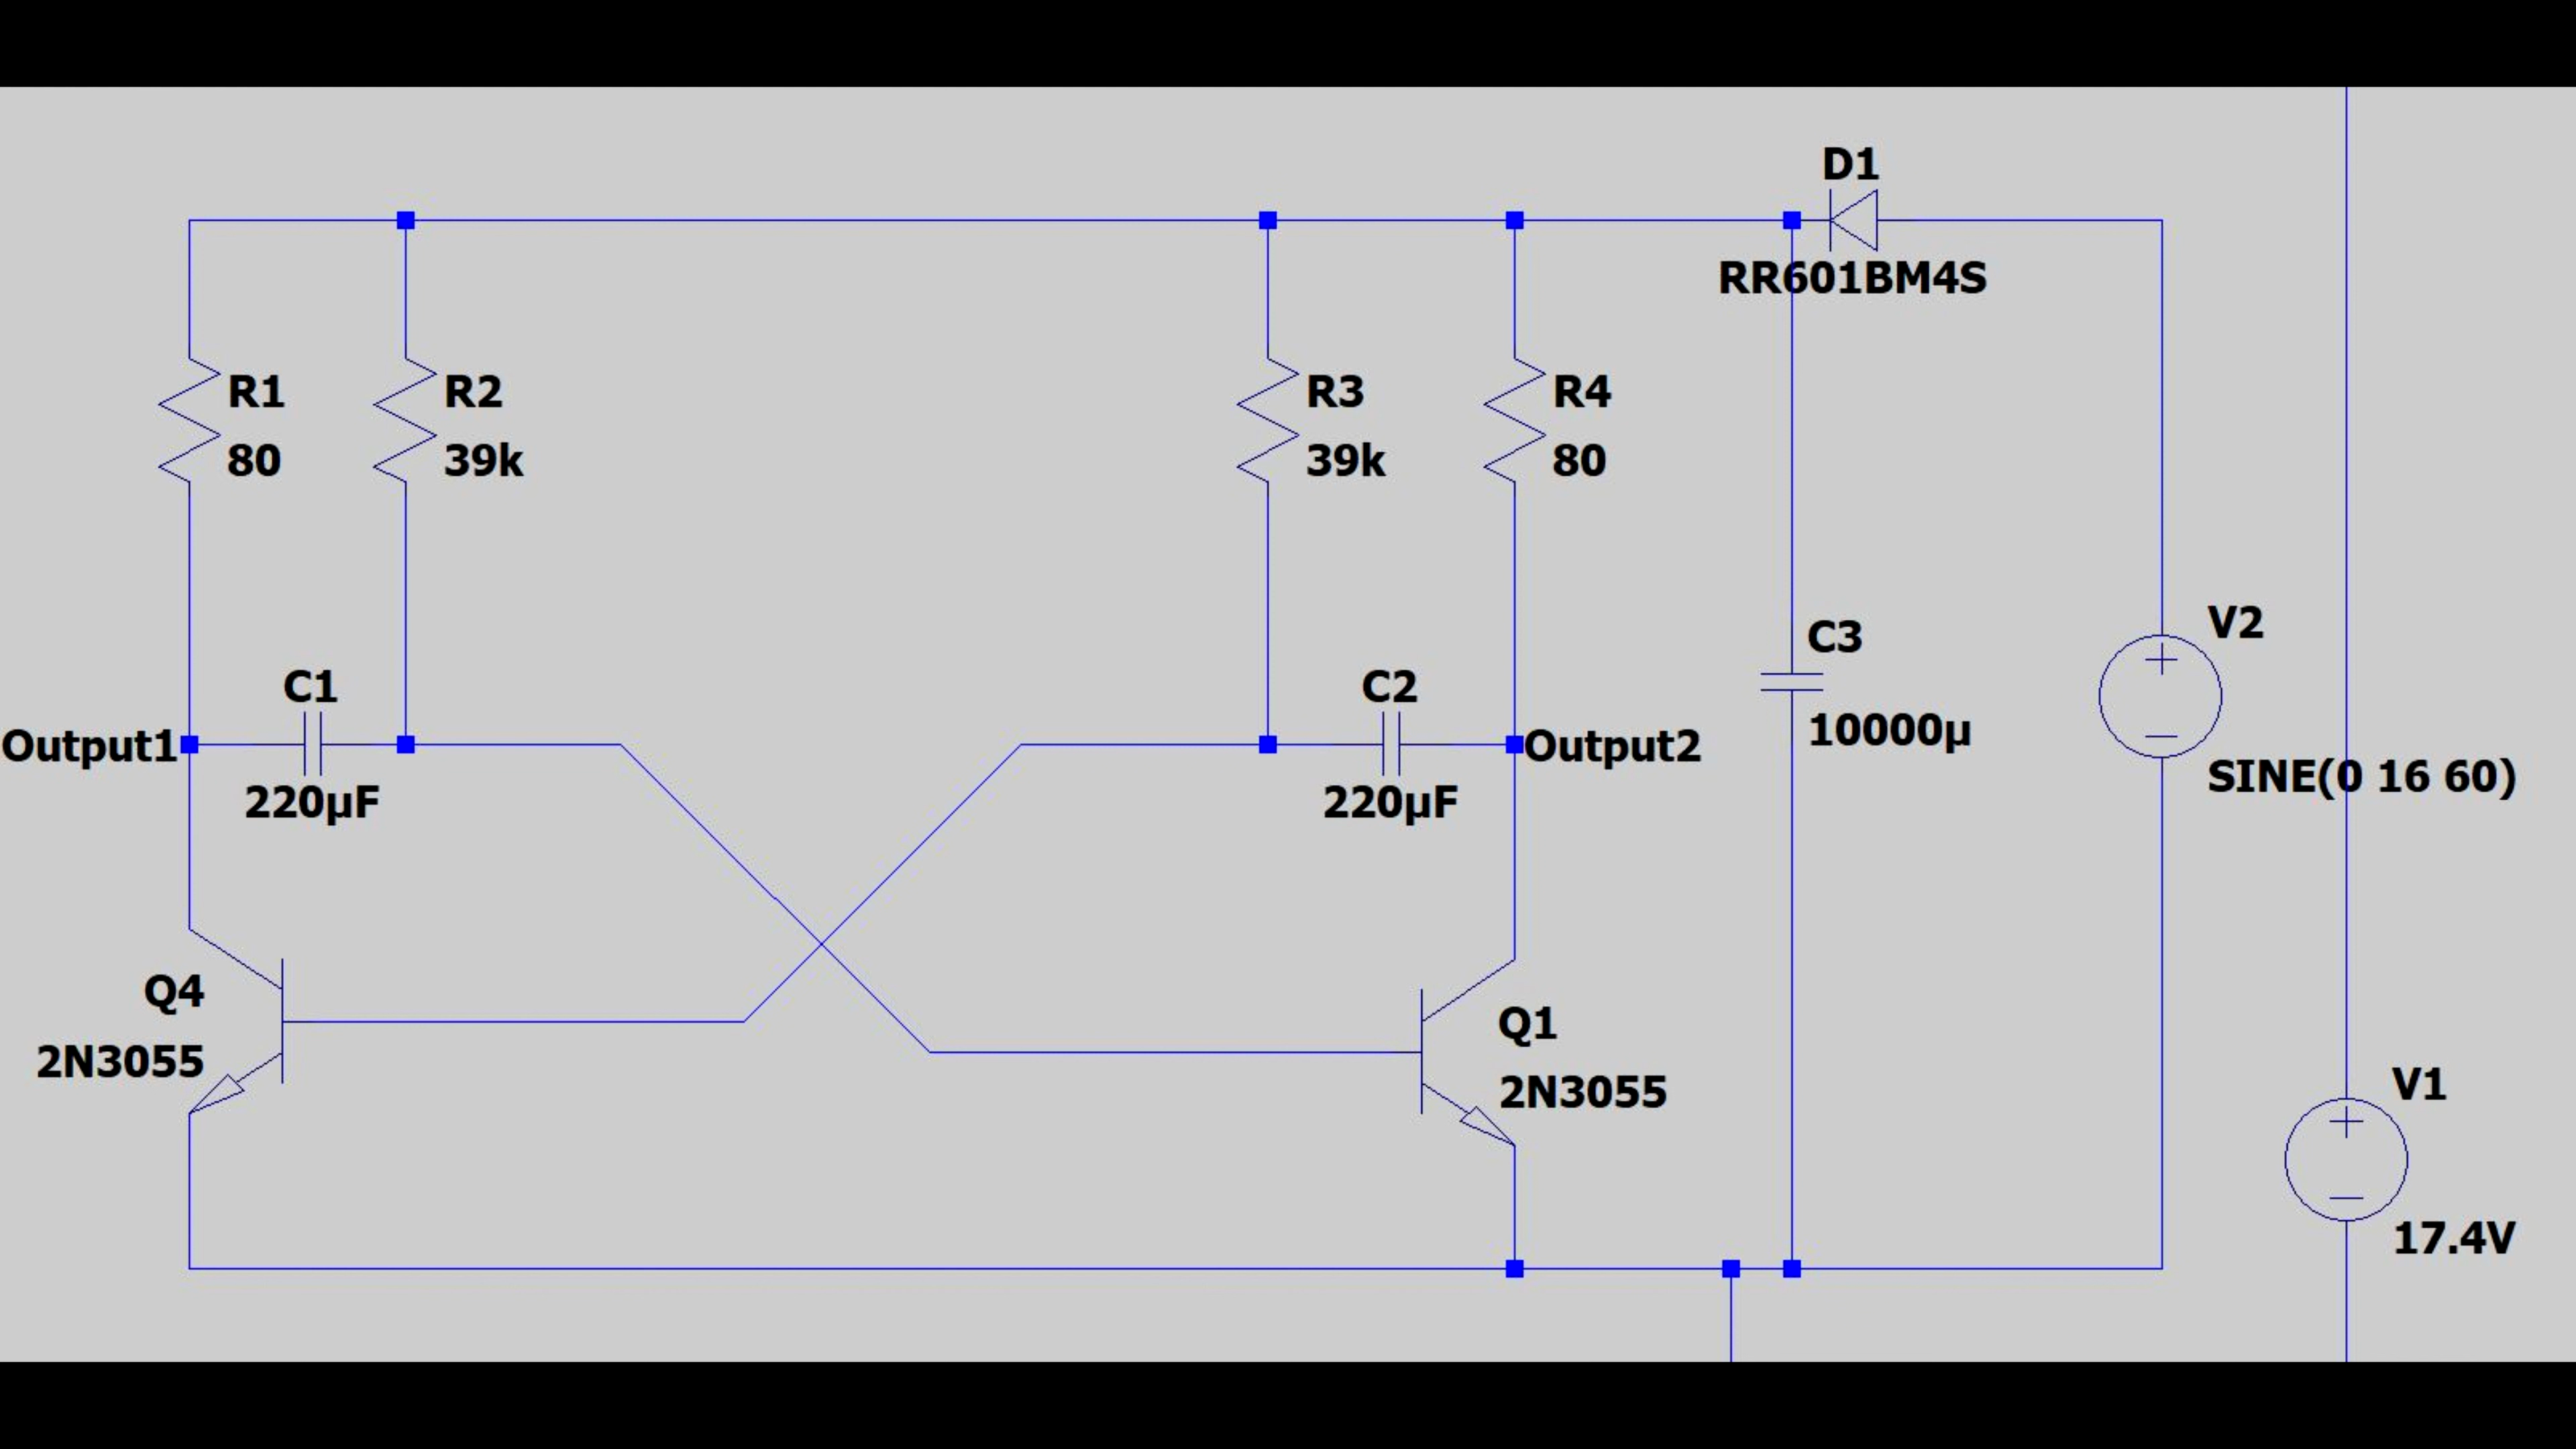 D1
RR601BM4S
R1
80
R2
39k
R3
39k
R4
80
V2
C3
10000µ
C1
C2
Output1
Output2
220µF
220µF
SINE(0 16 60)
Q4
2N3055
Q1
2N3055
V1
17.4V